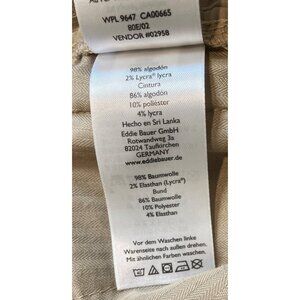 WPL 9647 CA00665
80E/02
VENDOR #02958
98% algodón
2% Lycra® lycra
Cintura
86% algodón
10% poliéster
4% lycra
Hecho en Sri Lanka
Eddie Bauer GmbH
Rotwandweg 3a
82024 Taufkirchen
GERMANY
www.eddiebauer.de
98% Baumwolle
2% Elasthan (Lycra®)
Bund
86% Baumwolle
10% Polyester
4% Elasthan
Vor dem Waschen linke
Warenseite nach außen drehen.
Mit ähnlichen Farben waschen.